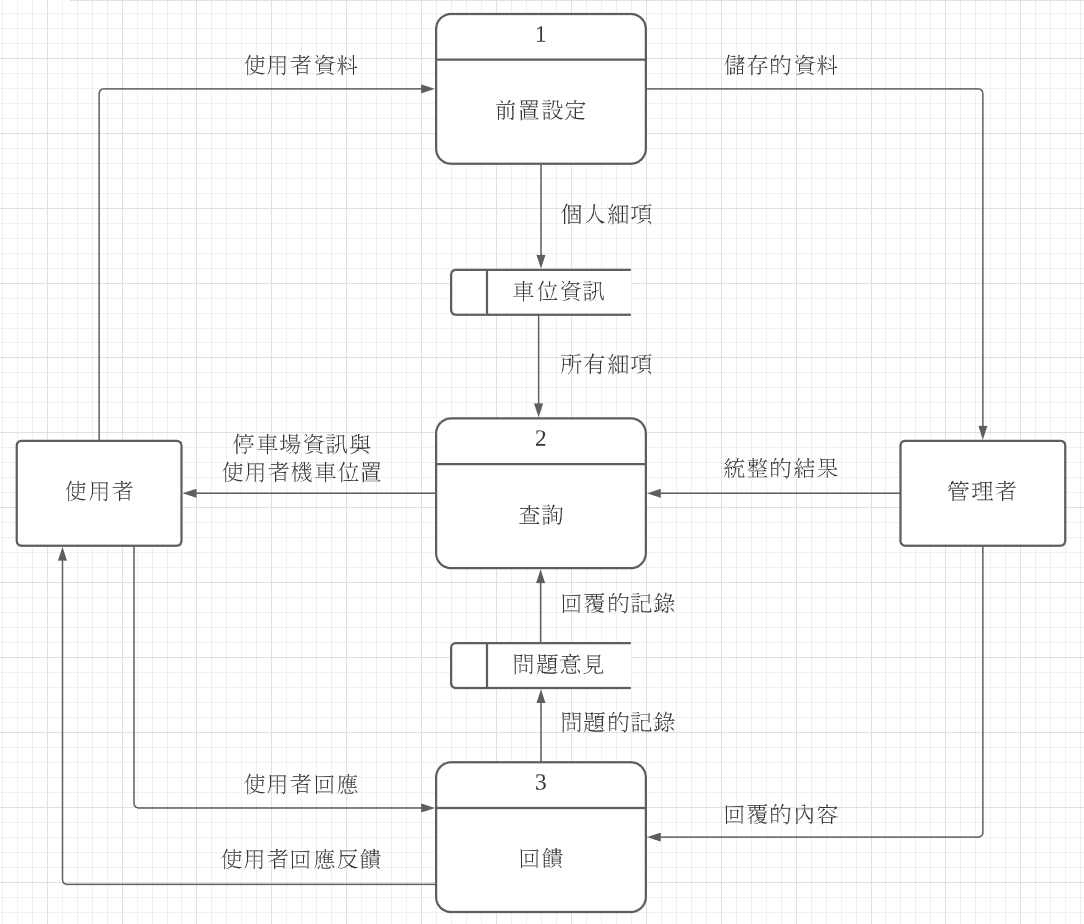 1
使用者資料
儲存的資料
前置設定
個人細項
車位資訊
所有細項
2
停車場資訊與
使用者機車位置
統整的結果
使用者
管理者
查詢
回覆的記錄
問題意見
問題的記錄
3
使用者回應
回覆的內容
使用者回應反饋
回饋